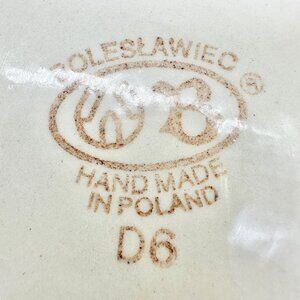 BOLESŁAWIEC ®
HAND MADE
IN POLAND
D6